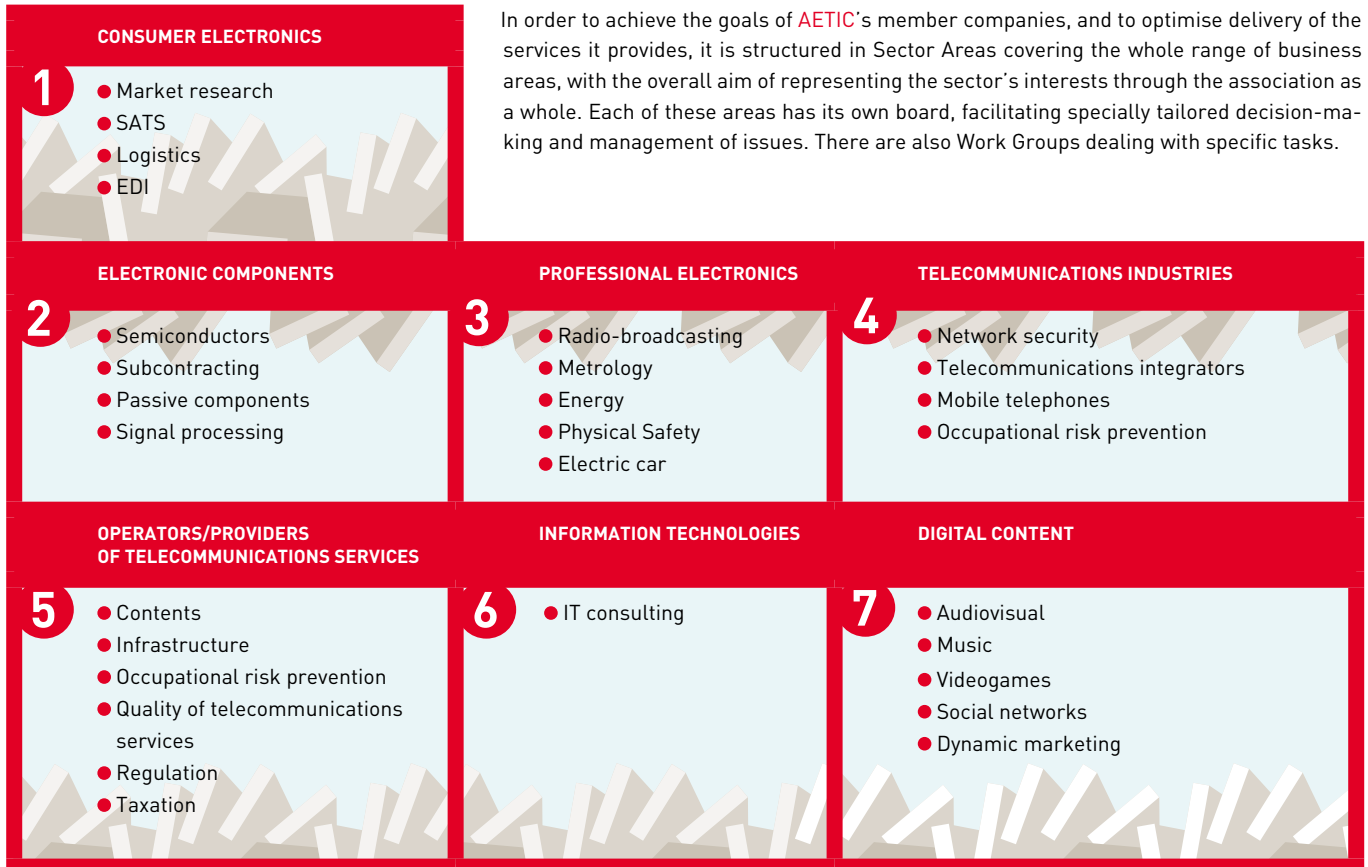 CONSUMER ELECTRONICS
1
Market research
SATS
Logistics
EDI
In order to achieve the goals of AETIC's member companies, and to optimise delivery of the
services it provides, it is structured in Sector Areas covering the whole range of business
areas, with the overall aim of representing the sector's interests through the association as
a whole. Each of these areas has its own board, facilitating specially tailored decision-ma-
king and management of issues. There are also Work Groups dealing with specific tasks.
ELECTRONIC COMPONENTS
2
Semiconductors
Subcontracting
Passive components
Signal processing
PROFESSIONAL ELECTRONICS
3
Radio-broadcasting
Metrology
Energy
Physical Safety
Electric car
TELECOMMUNICATIONS INDUSTRIES
4
Network security
Telecommunications integrators
Mobile telephones
Occupational risk prevention
OPERATORS/PROVIDERS
OF TELECOMMUNICATIONS SERVICES
5
Contents
Infrastructure
Occupational risk prevention
Quality of telecommunications
services
Regulation
Taxation
INFORMATION TECHNOLOGIES
6
IT consulting
DIGITAL CONTENT
7
Audiovisual
Music
Videogames
Social networks
Dynamic marketing